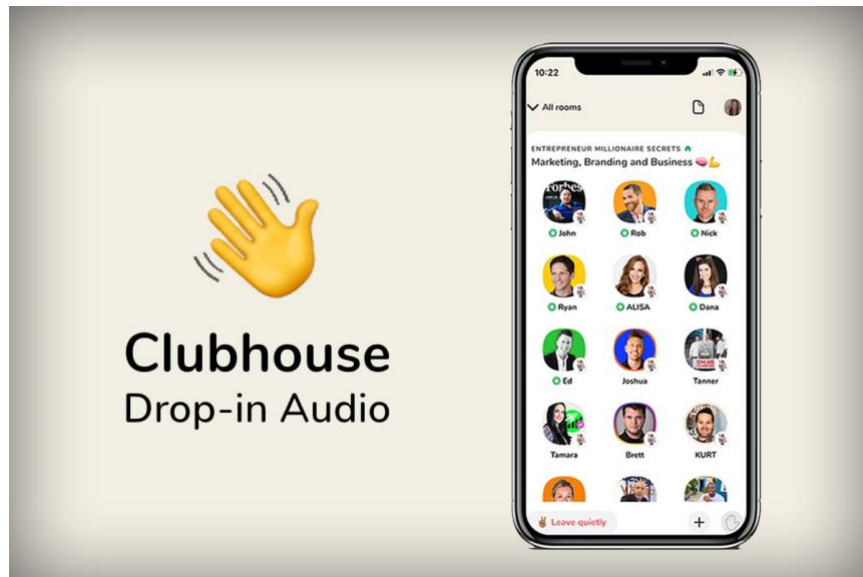 Clubhouse
Drop-in Audio
10:22
All rooms
ENTREPRENEUR MILLIONAIRE SECRETS
Marketing, Branding and Business 🧠💪
Forbes
John
Rob
Nick
Ryan
ALISA
Dana
Ed
Joshua
Tanner
Tamara
Brett
KURT
Leave quietly